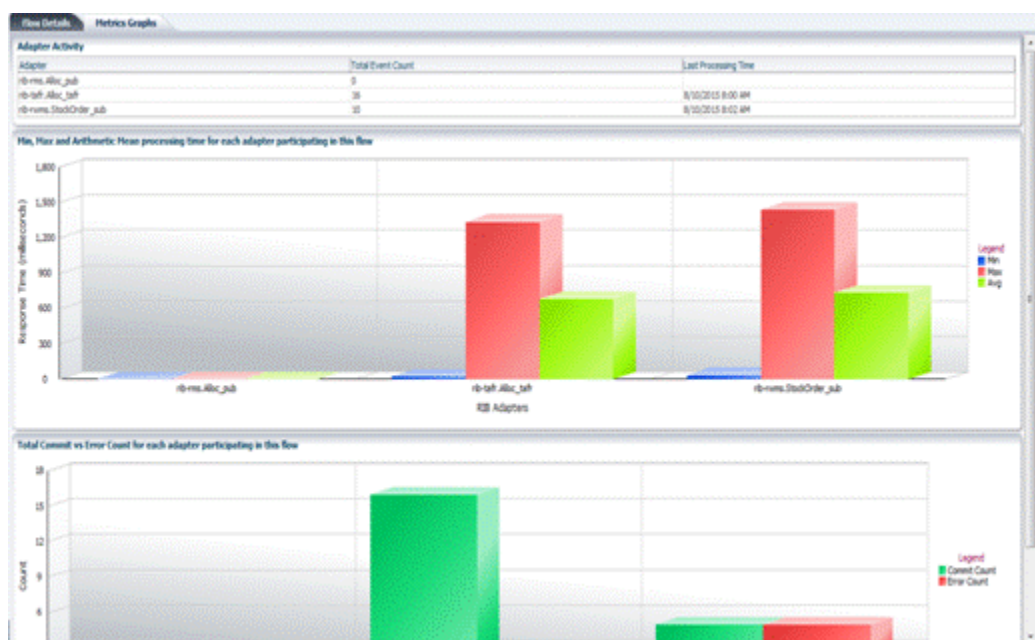 Flow Details Metrics Graphs
Adapter Activity
Adapter Total Event Count Last Processing Time
rib-rms.Alloc_pub 0
rib-tafr.Alloc_tafr 16 8/10/2015 8:00 AM
rib-rwms.StockOrder_sub 10 8/10/2015 8:02 AM
Min, Max and Arithmetic Mean processing time for each adapter participating in this flow
1,800
1,500
1,200
900
600
300
0
Response Time (milliseconds)
rib-rms.Alloc_pub rib-tafr.Alloc_tafr rib-rwms.StockOrder_sub
RIB Adapters
Legend
Min
Max
Avg
Total Commit vs Error Count for each adapter participating in this flow
18
15
12
9
6
Count
Legend
Commit Count
Error Count